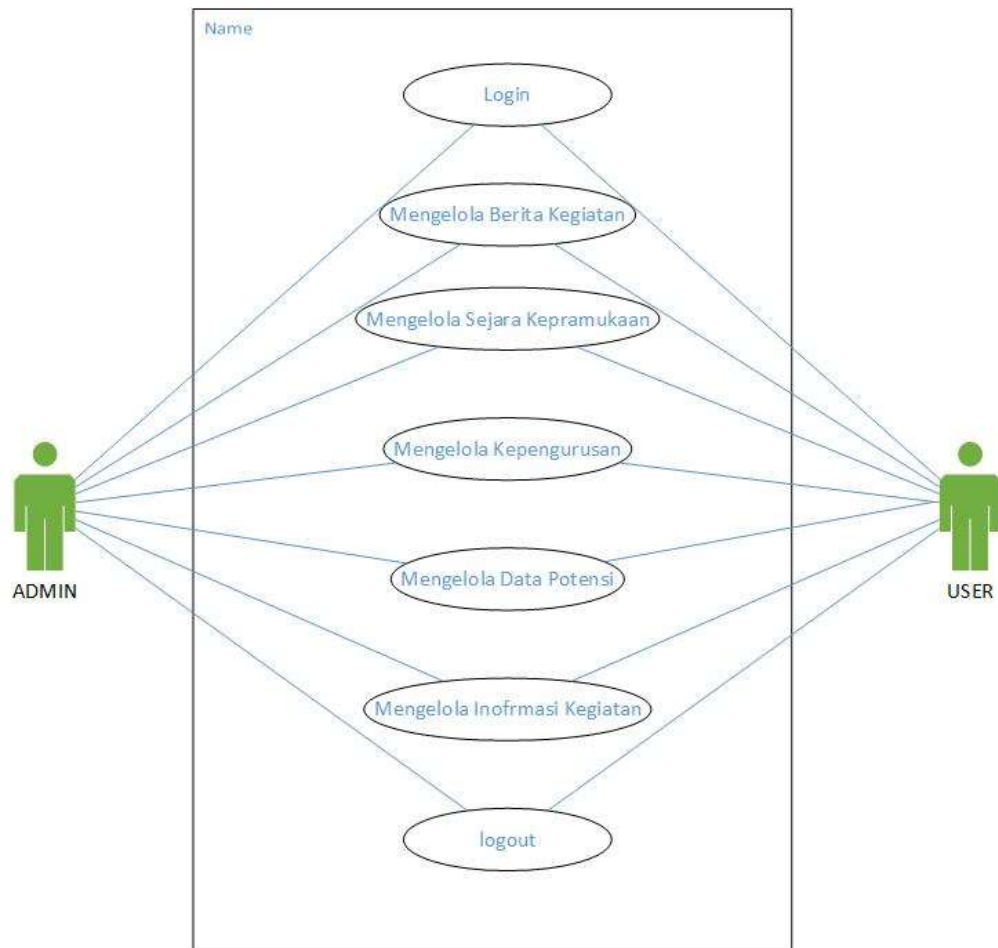 Name
Login
Mengelola Berita Kegiatan
Mengelola Sejara Kepramukaan
Mengelola Kepengurusan
ADMIN
USER
Mengelola Data Potensi
Mengelola Inofrmasi Kegiatan
logout